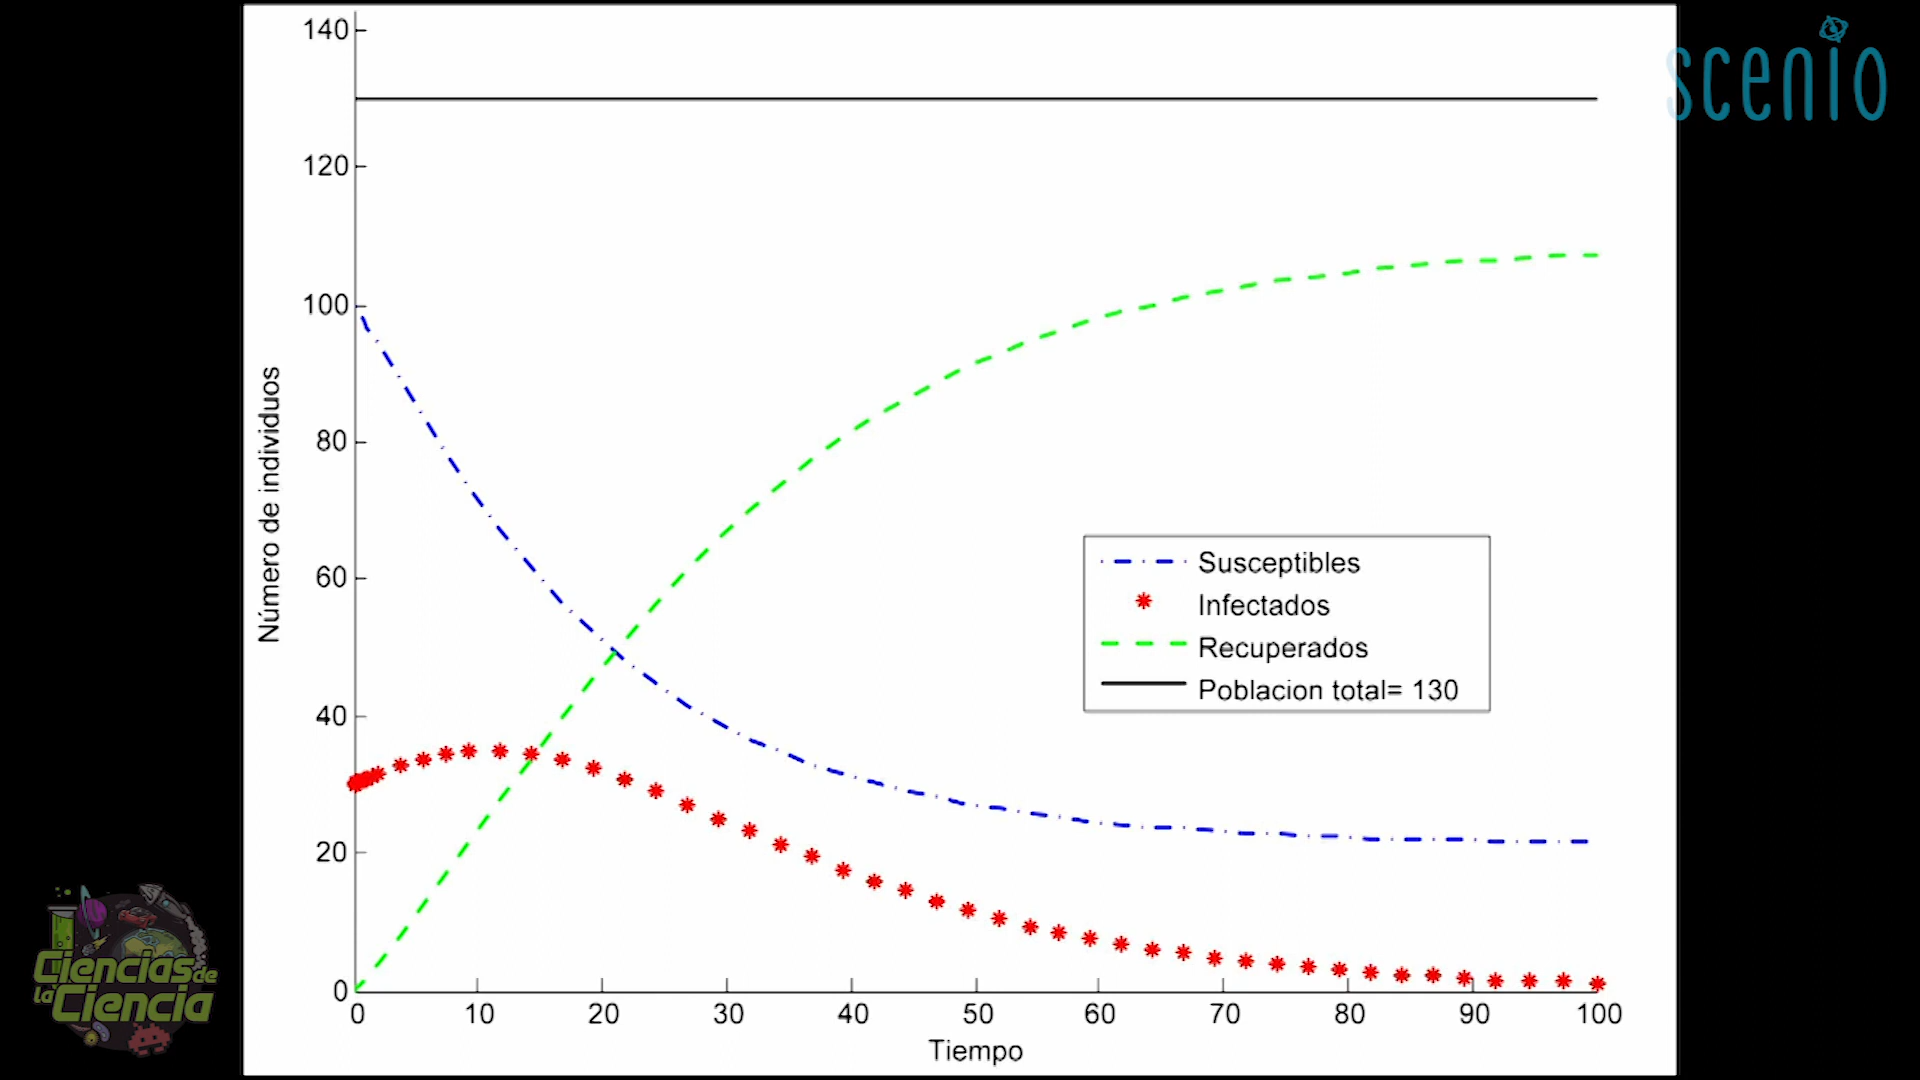 140
120
100
80
60
40
20
0
Número de individuos
0 10 20 30 40 50 60 70 80 90 100
Tiempo
Susceptibles
Infectados
Recuperados
Poblacion total= 130
scenio
Ciencias de
la Ciencia